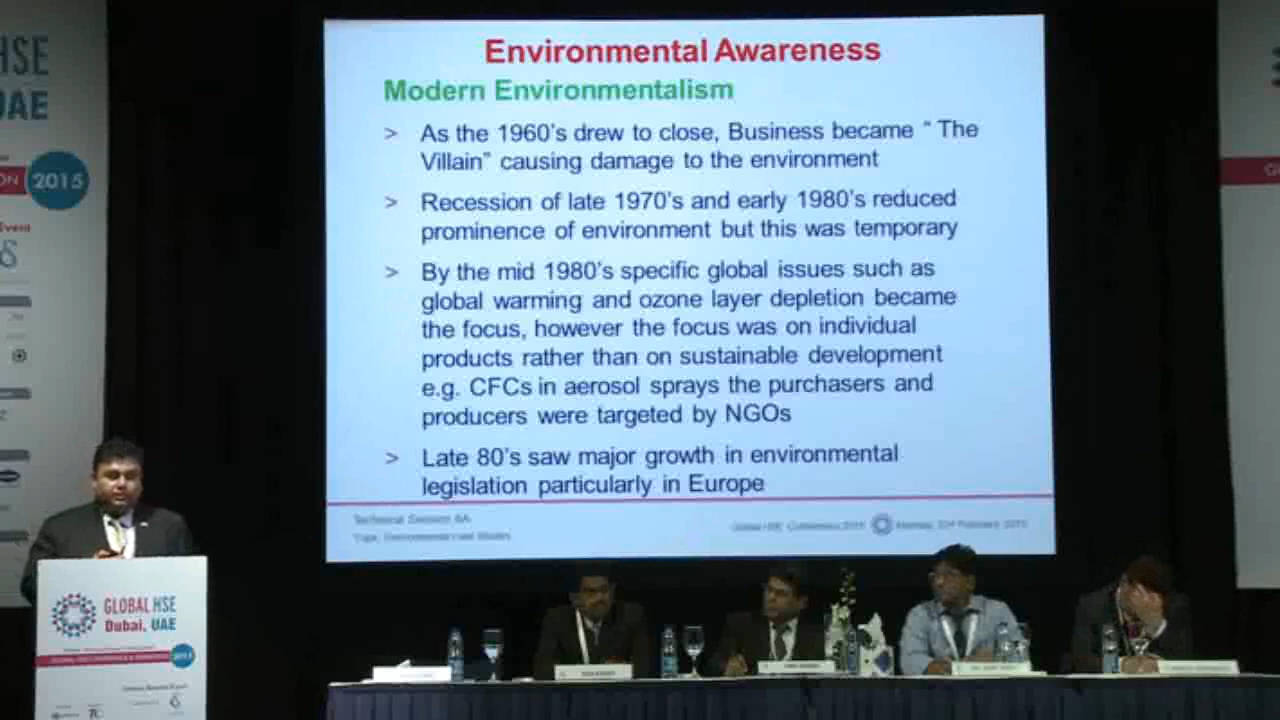 Environmental Awareness
Modern Environmentalism
> As the 1960's drew to close, Business became “ The
Villain” causing damage to the environment
> Recession of late 1970's and early 1980's reduced
prominence of environment but this was temporary
> By the mid 1980's specific global issues such as
global warming and ozone layer depletion became
the focus, however the focus was on individual
products rather than on sustainable development
e.g. CFCs in aerosol sprays the purchasers and
producers were targeted by NGOs
> Late 80's saw major growth in environmental
legislation particularly in Europe
Technical Session 6A
Global HSE Conference 2015
HSE
UAE
2015
GLOBAL HSE
Dubai, UAE